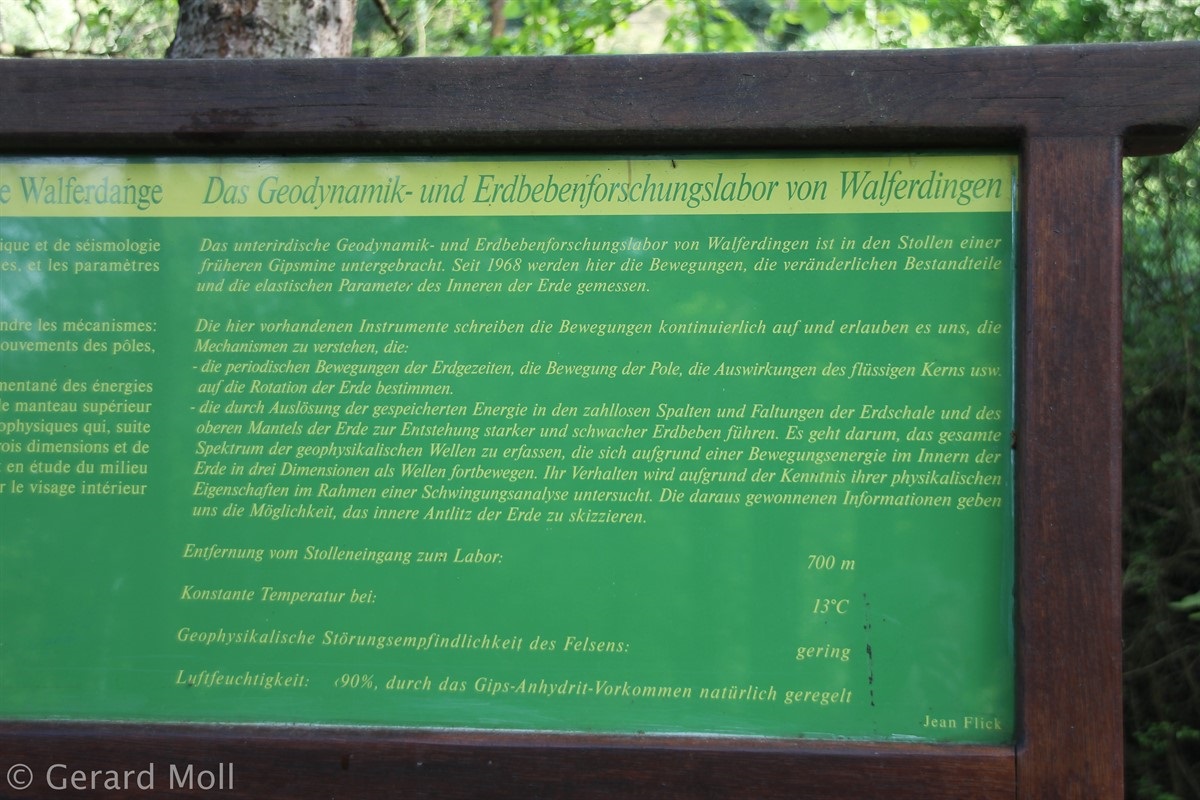 e Walferdange
ique et de séismologie
es, et les paramètres
ndre les mécanismes:
ouvements des pôles,
mentané des énergies
le manteau supérieur
ophysiques qui, suite
rois dimensions et de
t en étude du milieu
r le visage intérieur
Das Geodynamik- und Erdbebenforschungslabor von Walferdingen
Das unterirdische Geodynamik- und Erdbebenforschungslabor von Walferdingen ist in den Stollen einer
früheren Gipsmine untergebracht. Seit 1968 werden hier die Bewegungen, die veränderlichen Bestandteile
und die elastischen Parameter des Inneren der Erde gemessen.
Die hier vorhandenen Instrumente schreiben die Bewegungen kontinuierlich auf und erlauben es uns, die
Mechanismen zu verstehen, die:
- die periodischen Bewegungen der Erdgezeiten, die Bewegung der Pole, die Auswirkungen des flüssigen Kerns usw.
auf die Rotation der Erde bestimmen.
- die durch Auslösung der gespeicherten Energie in den zahllosen Spalten und Faltungen der Erdschale und des
oberen Mantels der Erde zur Entstehung starker und schwacher Erdbeben führen. Es geht darum, das gesamte
Spektrum der geophysikalischen Wellen zu erfassen, die sich aufgrund einer Bewegungsenergie im Innern der
Erde in drei Dimensionen als Wellen fortbewegen. Ihr Verhalten wird aufgrund der Kenntnis ihrer physikalischen
Eigenschaften im Rahmen einer Schwingungsanalyse untersucht. Die daraus gewonnenen Informationen geben
uns die Möglichkeit, das innere Antlitz der Erde zu skizzieren.
Entfernung vom Stolleneingang zum Labor: 700 m
Konstante Temperatur bei: 13°C
Geophysikalische Störungsempfindlichkeit des Felsens: gering
Luftfeuchtigkeit: ‹90%, durch das Gips-Anhydrit-Vorkommen natürlich geregelt
Jean Flick
© Gerard Moll